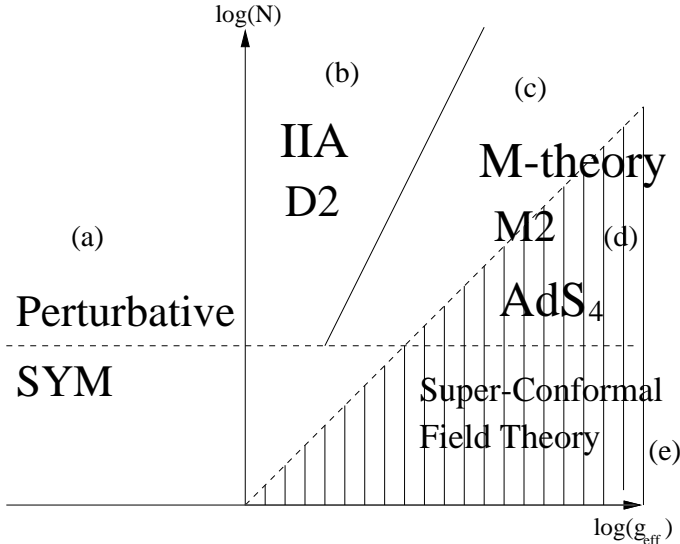 log(N)
(b)
(c)
IIA
M-theory
D2
M2
(a)
(d)
Perturbative
AdS₄
SYM
Super-Conformal
Field Theory
(e)
log(g_eff)